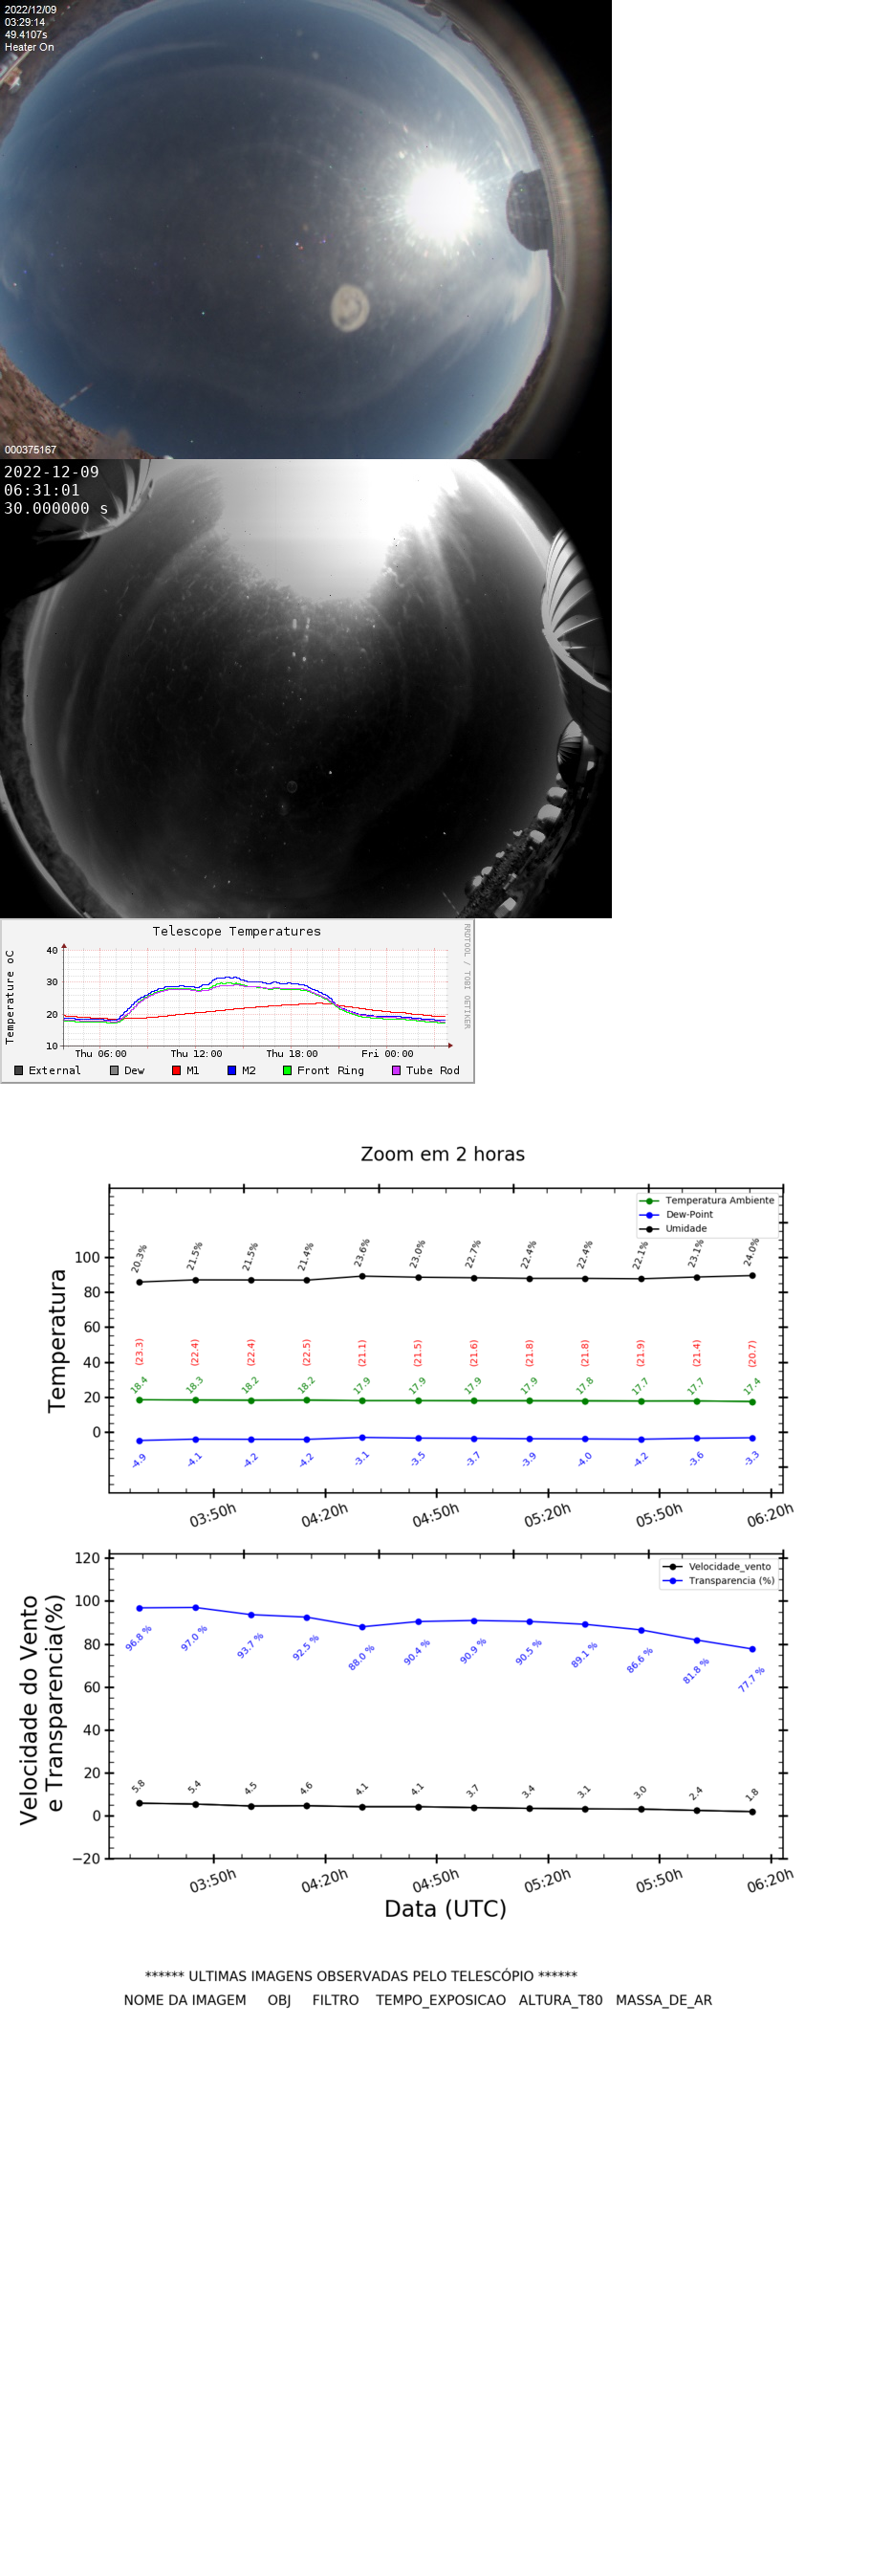 2022/12/09
03:29:14
49.4107s
Heater On
000375167
2022-12-09
06:31:01
30.000000 s
Telescope Temperatures
RRDTOOL / TOBI OETIKER
Temperature oC
40
30
20
10
Thu 06:00 Thu 12:00 Thu 18:00 Fri 00:00
External Dew M1 M2 Front Ring Tube Rod
Zoom em 2 horas
Temperatura Ambiente
Dew-Point
Umidade
Temperatura
100
80
60
40
20
0
20.3% 21.5% 21.5% 21.4% 23.6% 23.0% 22.7% 22.4% 22.4% 22.1% 23.1% 24.0%
(23.3) (22.4) (22.4) (22.5) (21.1) (21.5) (21.6) (21.8) (21.8) (21.9) (21.4) (20.7)
18.4 18.3 18.2 18.2 17.9 17.9 17.9 17.9 17.8 17.7 17.7 17.4
-4.9 -4.1 -4.2 -4.2 -3.1 -3.5 -3.7 -3.9 -4.0 -4.2 -3.6 -3.3
03:50h 04:20h 04:50h 05:20h 05:50h 06:20h
Velocidade_vento
Transparencia (%)
Velocidade do Vento
e Transparencia(%)
120
100
80
60
40
20
0
−20
96.8 % 97.0 % 93.7 % 92.5 % 88.0 % 90.4 % 90.9 % 90.5 % 89.1 % 86.6 % 81.8 % 77.7 %
5.8 5.4 4.5 4.6 4.1 4.1 3.7 3.4 3.1 3.0 2.4 1.8
03:50h 04:20h 04:50h 05:20h 05:50h 06:20h
Data (UTC)
****** ULTIMAS IMAGENS OBSERVADAS PELO TELESCÓPIO ******
NOME DA IMAGEM OBJ FILTRO TEMPO_EXPOSICAO ALTURA_T80 MASSA_DE_AR